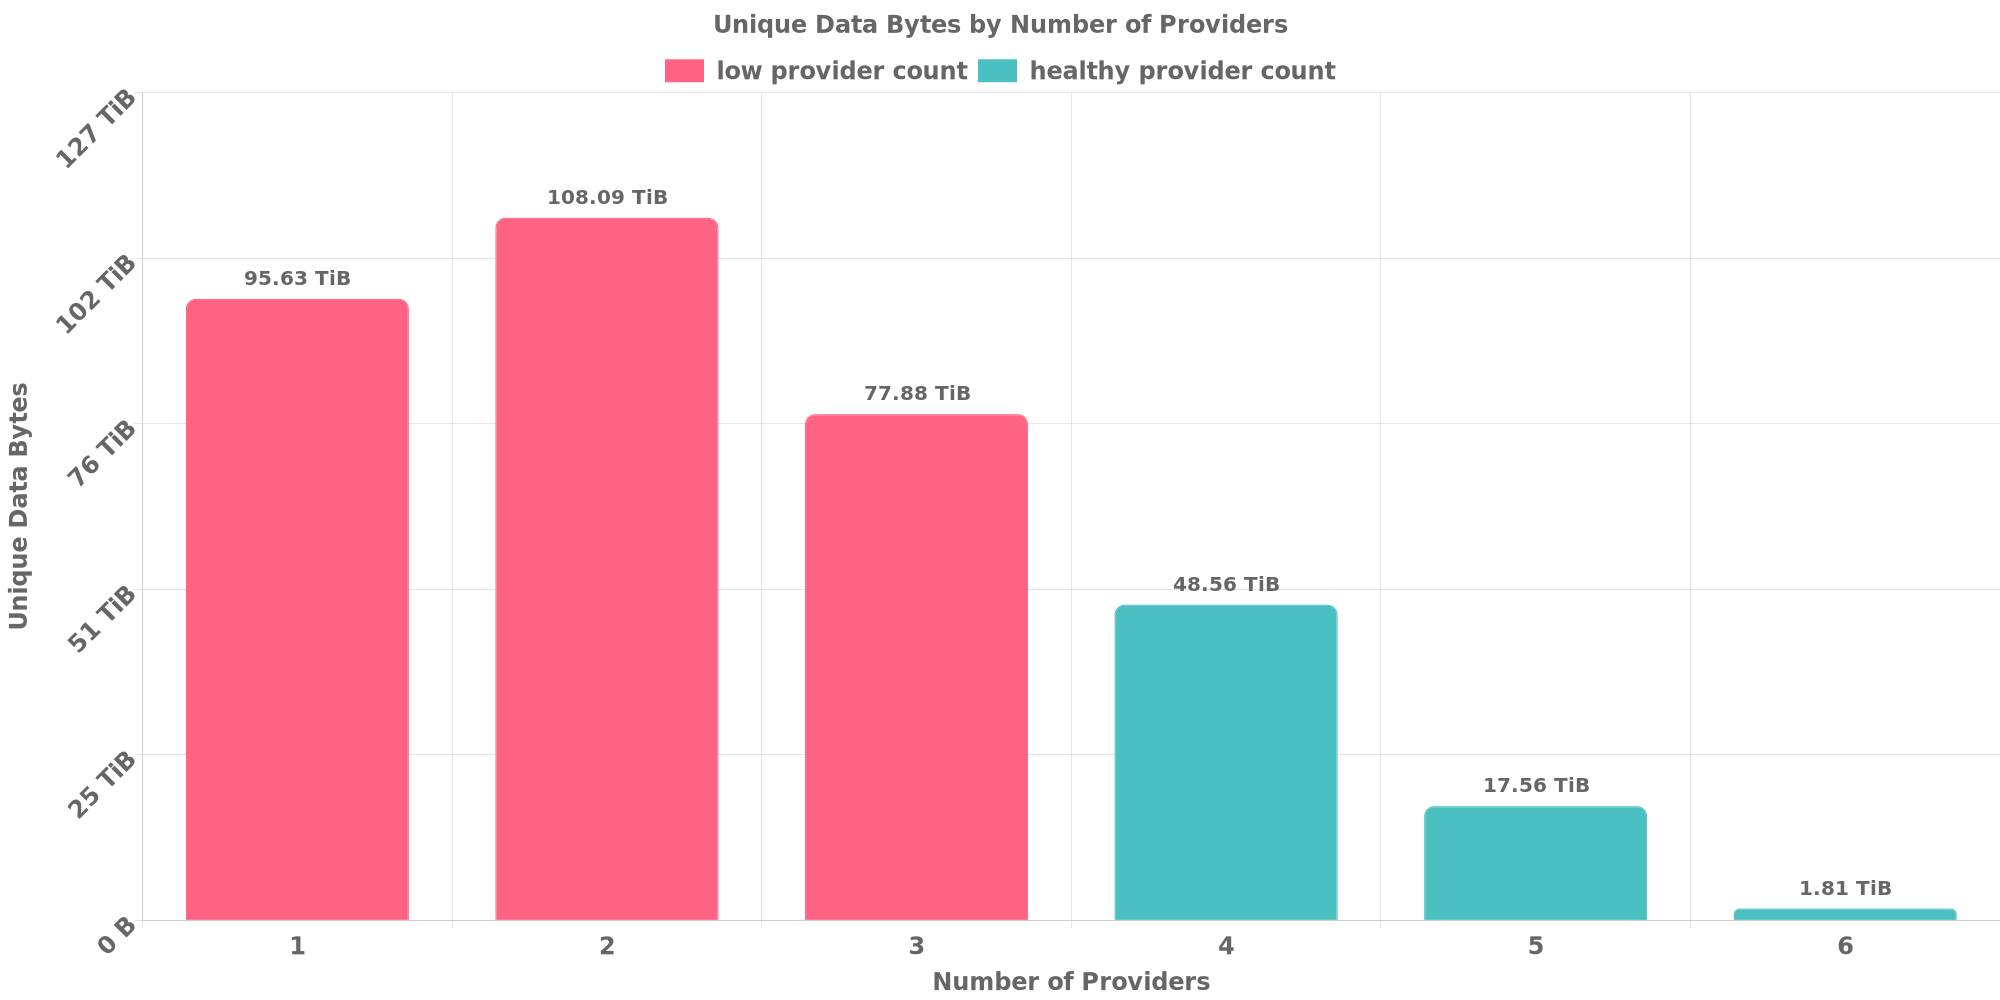 Unique Data Bytes by Number of Providers
low provider count
healthy provider count
Unique Data Bytes
127 TiB
102 TiB
76 TiB
51 TiB
25 TiB
0 B
95.63 TiB
108.09 TiB
77.88 TiB
48.56 TiB
17.56 TiB
1.81 TiB
1
2
3
4
5
6
Number of Providers